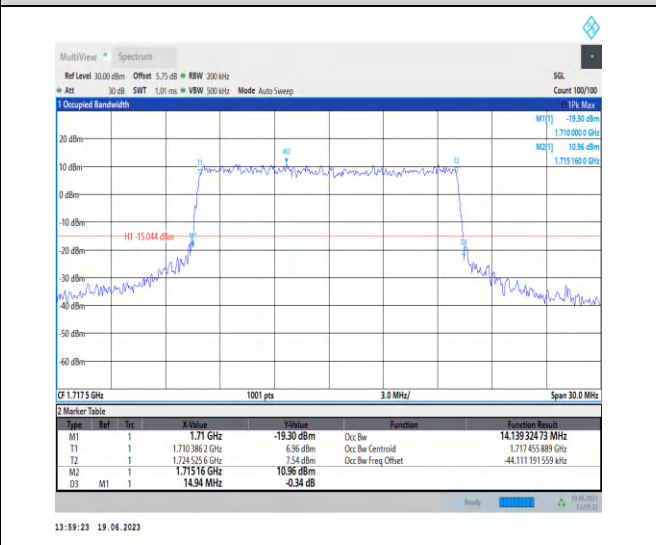 MultiView Spectrum
Ref Level 30.00 dBm Offset 5.75 dB RBW 200 kHz SGL
Att 30 dB SWT 1.01 ms VBW 500 kHz Mode Auto Sweep Count 100/100
1 Occupied Bandwidth 1Pk Max
M1[1] -19.30 dBm
1.710 000 0 GHz
M2[1] 10.96 dBm
1.715 160 0 GHz
20 dBm
M2
T1 T2
10 dBm
0 dBm
-10 dBm
H1 -15.044 dBm M1
D3
-20 dBm
-30 dBm
-40 dBm
-50 dBm
-60 dBm
CF 1.717 5 GHz 1001 pts 3.0 MHz/ Span 30.0 MHz
2 Marker Table
Type Ref Trc X-Value Y-Value Function Function Result
M1 1 1.71 GHz -19.30 dBm Occ Bw 14.139 324 73 MHz
T1 1 1.710 386 2 GHz 6.96 dBm Occ Bw Centroid 1.717 455 889 GHz
T2 1 1.724 525 6 GHz 7.54 dBm Occ Bw Freq Offset -44.111 191 559 kHz
M2 1 1.715 16 GHz 10.96 dBm
D3 M1 1 14.94 MHz -0.34 dB
Ready 19.06.2023
13:59:22
13:59:23 19.06.2023